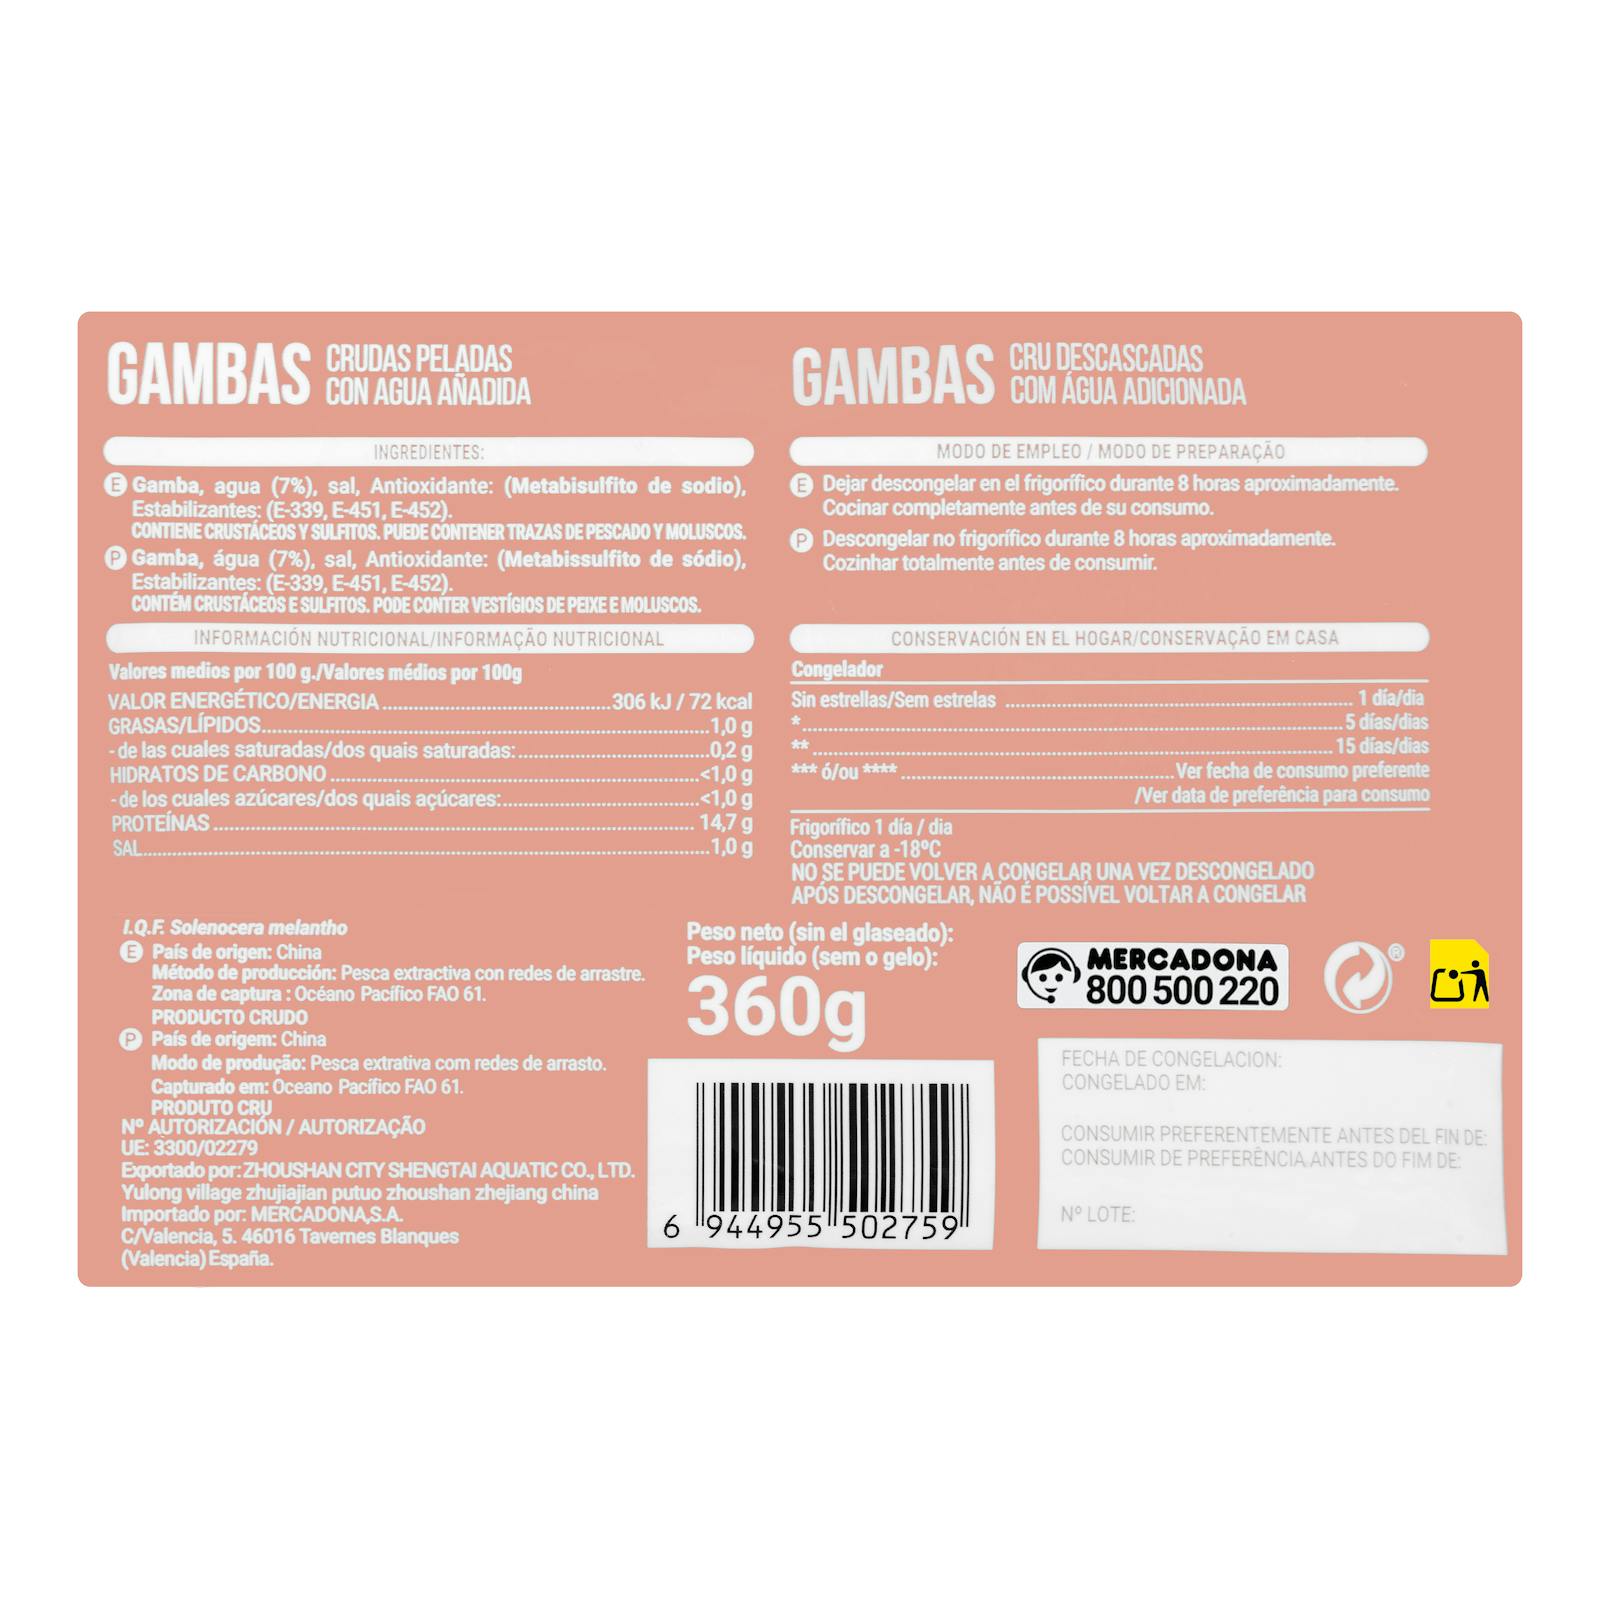 GAMBAS CRUDAS PELADAS
CON AGUA AÑADIDA
INGREDIENTES:
E Gamba, agua (7%), sal, Antioxidante: (Metabisulfito de sodio),
Estabilizantes: (E-339, E-451, E-452).
CONTIENE CRUSTÁCEOS Y SULFITOS. PUEDE CONTENER TRAZAS DE PESCADO Y MOLUSCOS.
P Gamba, água (7%), sal, Antioxidante: (Metabissulfito de sódio),
Estabilizantes: (E-339, E-451, E-452).
CONTÉM CRUSTÁCEOS E SULFITOS. PODE CONTER VESTÍGIOS DE PEIXE E MOLUSCOS.
INFORMACIÓN NUTRICIONAL/INFORMAÇÃO NUTRICIONAL
Valores medios por 100 g./Valores médios por 100g
VALOR ENERGÉTICO/ENERGIA 306 kJ / 72 kcal
GRASAS/LÍPIDOS 1,0 g
- de las cuales saturadas/dos quais saturadas: 0,2 g
HIDRATOS DE CARBONO <1,0 g
- de los cuales azúcares/dos quais açúcares: <1,0 g
PROTEÍNAS 14,7 g
SAL 1,0 g
GAMBAS CRU DESCASCADAS
COM ÁGUA ADICIONADA
MODO DE EMPLEO / MODO DE PREPARAÇÃO
E Dejar descongelar en el frigorífico durante 8 horas aproximadamente.
Cocinar completamente antes de su consumo.
P Descongelar no frigorífico durante 8 horas aproximadamente.
Cozinhar totalmente antes de consumir.
CONSERVACIÓN EN EL HOGAR/CONSERVAÇÃO EM CASA
Congelador
Sin estrellas/Sem estrelas 1 día/dia
* 5 días/dias
** 15 días/dias
*** ó/ou **** Ver fecha de consumo preferente
/Ver data de preferência para consumo
Frigorífico 1 día / dia
Conservar a -18ºC
NO SE PUEDE VOLVER A CONGELAR UNA VEZ DESCONGELADO
APÓS DESCONGELAR, NÃO É POSSÍVEL VOLTAR A CONGELAR
I.Q.F. Solenocera melantho
E País de origen: China
Método de producción: Pesca extractiva con redes de arrastre.
Zona de captura : Océano Pacífico FAO 61.
PRODUCTO CRUDO
P País de origem: China
Modo de produção: Pesca extrativa com redes de arrasto.
Capturado em: Oceano Pacífico FAO 61.
PRODUTO CRU
Nº AUTORIZACIÓN / AUTORIZAÇÃO
UE: 3300/02279
Exportado por: ZHOUSHAN CITY SHENGTAI AQUATIC CO., LTD.
Yulong village zhujiajian putuo zhoushan zhejiang china
Importado por: MERCADONA,S.A.
C/Valencia, 5. 46016 Tavernes Blanques
(Valencia) España.
Peso neto (sin el glaseado):
Peso líquido (sem o gelo):
360g
6 944955 502759
MERCADONA
800 500 220
®
FECHA DE CONGELACION:
CONGELADO EM:
CONSUMIR PREFERENTEMENTE ANTES DEL FIN DE:
CONSUMIR DE PREFERÊNCIA ANTES DO FIM DE:
Nº LOTE: